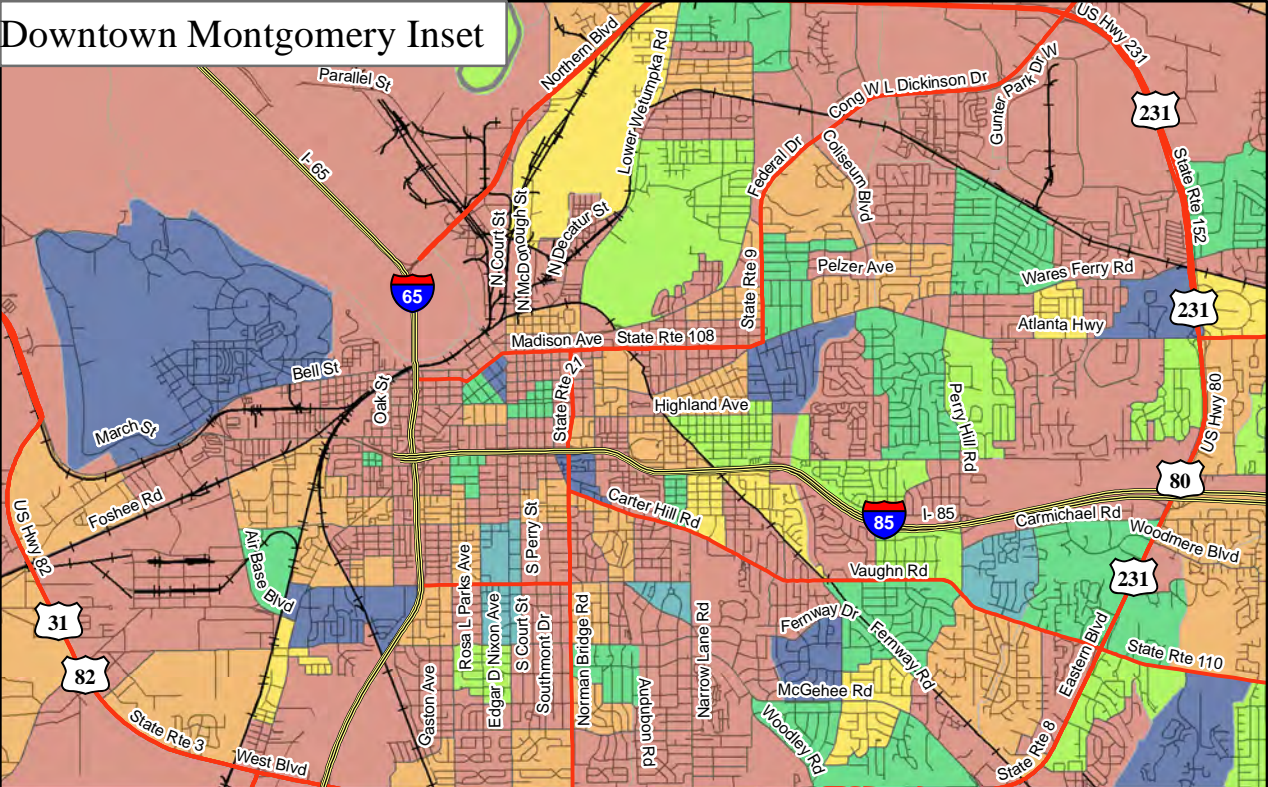 Downtown Montgomery Inset
Parallel St
Northern Blvd
Lower Wetumpka Rd
US Hwy 231
Cong W L Dickinson Dr
Gunter Park Dr W
231
I- 65
Federal Dr
Coliseum Blvd
State Rte 152
N Court St
N McDonough St
N Decatur St
State Rte 9
Pelzer Ave
Wares Ferry Rd
65
231
Madison Ave
State Rte 108
Atlanta Hwy
Bell St
Oak St
State Rte 21
Highland Ave
Perry Hill Rd
US Hwy 80
March St
80
Foshee Rd
Carter Hill Rd
85
I- 85
Carmichael Rd
Woodmere Blvd
US Hwy 82
Air Base Blvd
S Perry St
Rosa L Parks Ave
Vaughn Rd
231
31
Edgar D Nixon Ave
S Court St
Southmont Dr
Norman Bridge Rd
Narrow Lane Rd
Fernway Dr
Fernway Rd
Eastern Blvd
State Rte 110
82
Gaston Ave
Audubon Rd
McGehee Rd
Woodley Rd
State Rte 3
West Blvd
State Rte 8